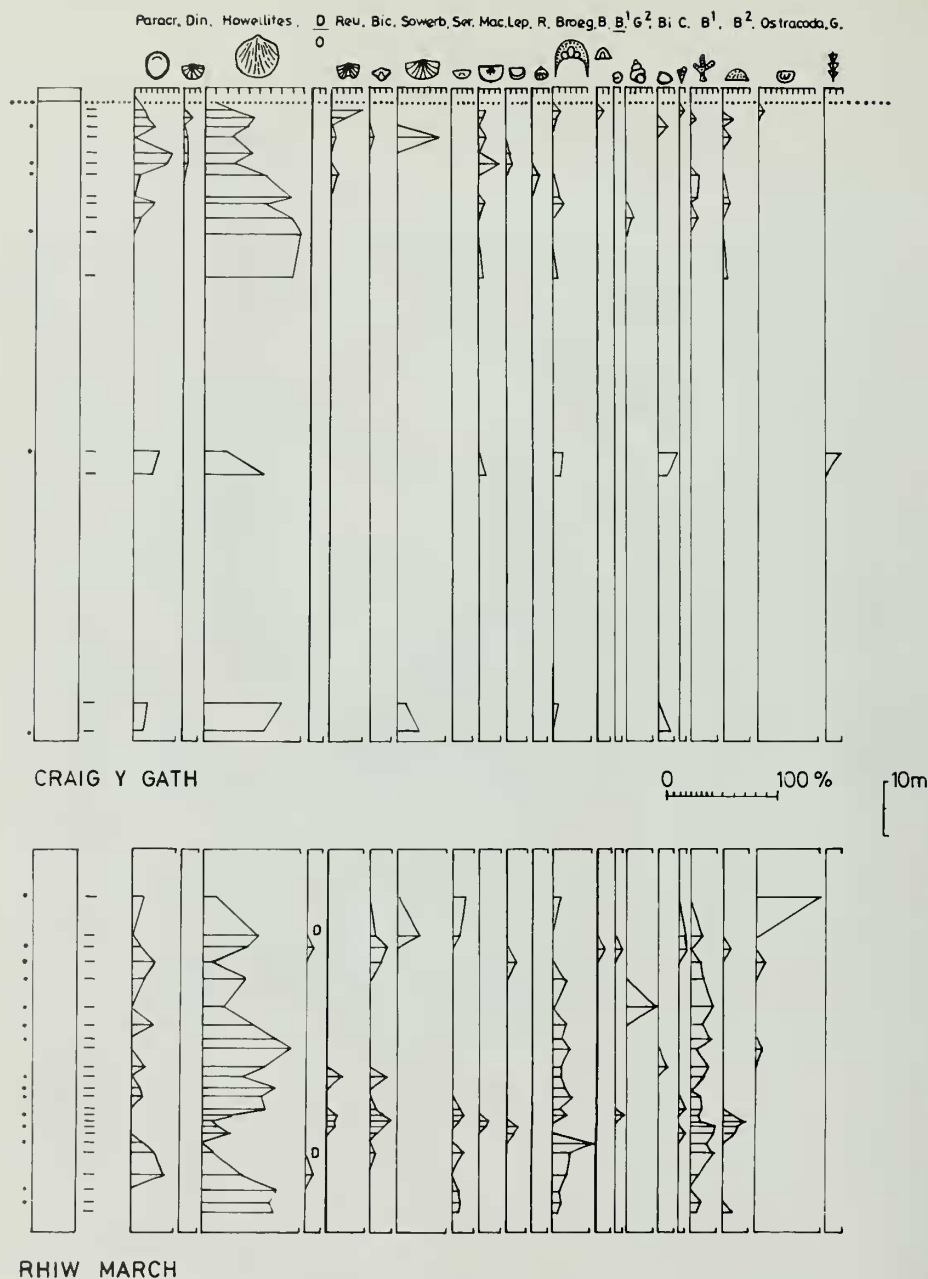 Paracr. Din. Howellites. D Reu. Bic. Sowerb. Ser. Mac. Lep. R. Broeg. B. B.¹ G² Bi C. B¹. B². Ostracoda. G.
O
CRAIG Y GATH
0 100 %
10m
D
D
RHIW MARCH